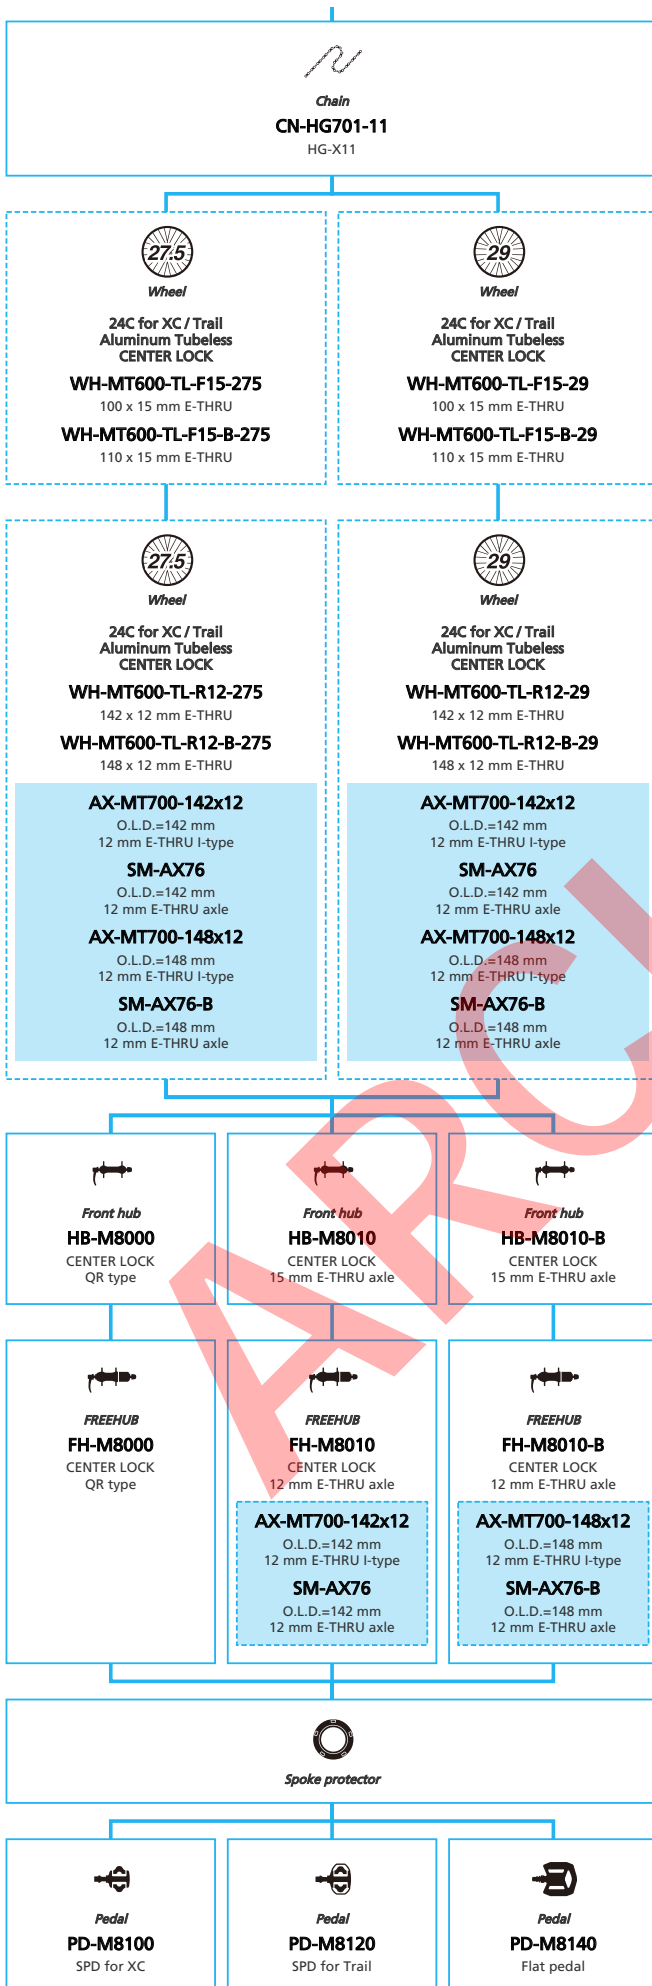 Chain
CN-HG701-11
HG-X11
27.5
Wheel
24C for XC / Trail
Aluminum Tubeless
CENTER LOCK
WH-MT600-TL-F15-275
100 x 15 mm E-THRU
WH-MT600-TL-F15-B-275
110 x 15 mm E-THRU
29
Wheel
24C for XC / Trail
Aluminum Tubeless
CENTER LOCK
WH-MT600-TL-F15-29
100 x 15 mm E-THRU
WH-MT600-TL-F15-B-29
110 x 15 mm E-THRU
27.5
Wheel
24C for XC / Trail
Aluminum Tubeless
CENTER LOCK
WH-MT600-TL-R12-275
142 x 12 mm E-THRU
WH-MT600-TL-R12-B-275
148 x 12 mm E-THRU
AX-MT700-142x12
O.L.D.=142 mm
12 mm E-THRU I-type
SM-AX76
O.L.D.=142 mm
12 mm E-THRU axle
AX-MT700-148x12
O.L.D.=148 mm
12 mm E-THRU I-type
SM-AX76-B
O.L.D.=148 mm
12 mm E-THRU axle
29
Wheel
24C for XC / Trail
Aluminum Tubeless
CENTER LOCK
WH-MT600-TL-R12-29
142 x 12 mm E-THRU
WH-MT600-TL-R12-B-29
148 x 12 mm E-THRU
AX-MT700-142x12
O.L.D.=142 mm
12 mm E-THRU I-type
SM-AX76
O.L.D.=142 mm
12 mm E-THRU axle
AX-MT700-148x12
O.L.D.=148 mm
12 mm E-THRU I-type
SM-AX76-B
O.L.D.=148 mm
12 mm E-THRU axle
Front hub
HB-M8000
CENTER LOCK
QR type
Front hub
HB-M8010
CENTER LOCK
15 mm E-THRU axle
Front hub
HB-M8010-B
CENTER LOCK
15 mm E-THRU axle
FREEHUB
FH-M8000
CENTER LOCK
QR type
FREEHUB
FH-M8010
CENTER LOCK
12 mm E-THRU axle
AX-MT700-142x12
O.L.D.=142 mm
12 mm E-THRU I-type
SM-AX76
O.L.D.=142 mm
12 mm E-THRU axle
FREEHUB
FH-M8010-B
CENTER LOCK
12 mm E-THRU axle
AX-MT700-148x12
O.L.D.=148 mm
12 mm E-THRU I-type
SM-AX76-B
O.L.D.=148 mm
12 mm E-THRU axle
Spoke protector
Pedal
PD-M8100
SPD for XC
Pedal
PD-M8120
SPD for Trail
Pedal
PD-M8140
Flat pedal